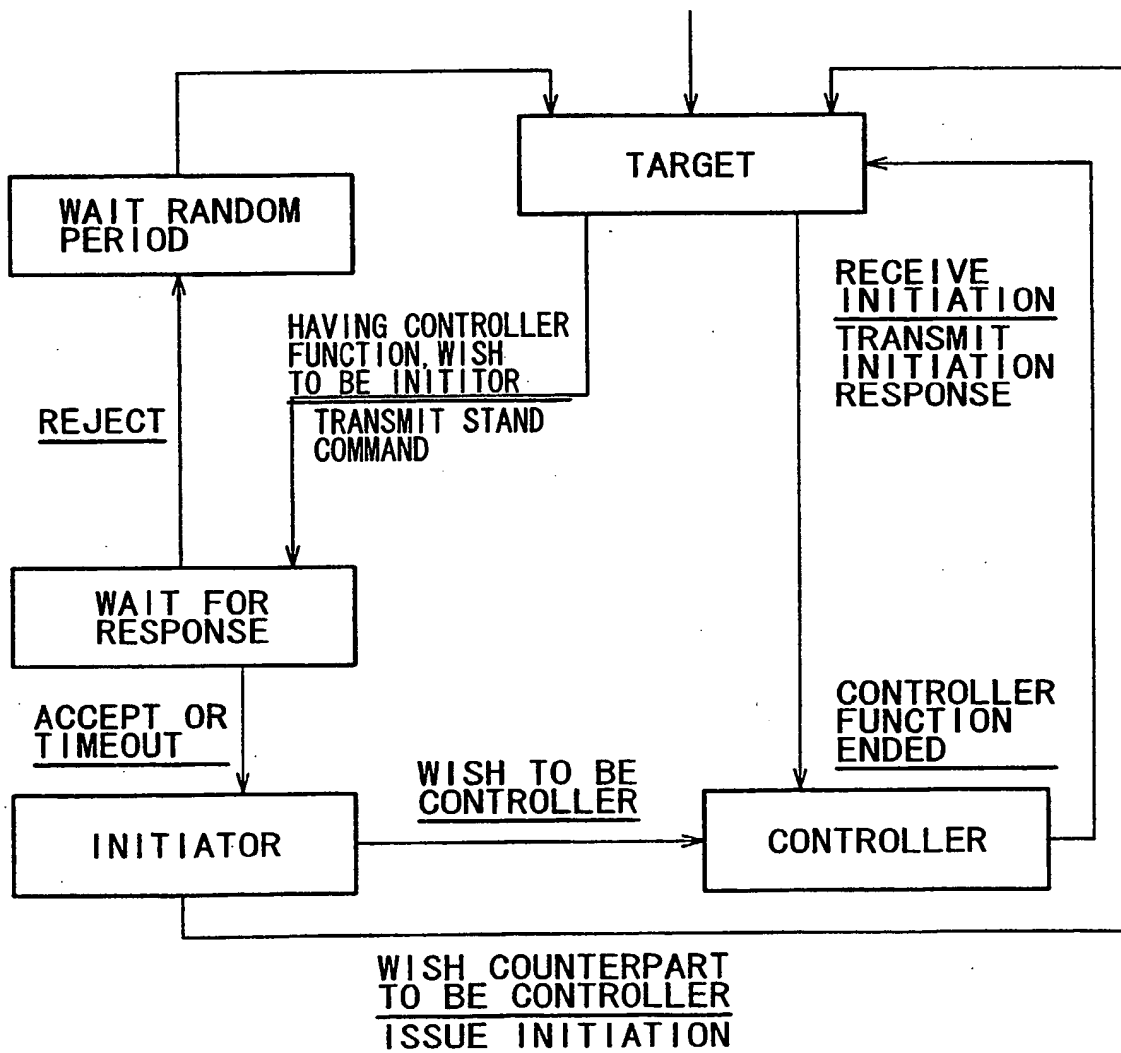 TARGET
WAIT RANDOM
PERIOD
RECEIVE
INITIATION
TRANSMIT
INITIATION
RESPONSE
HAVING CONTROLLER
FUNCTION, WISH
TO BE INITITOR
TRANSMIT STAND
COMMAND
REJECT
WAIT FOR
RESPONSE
ACCEPT OR
TIMEOUT
CONTROLLER
FUNCTION
ENDED
WISH TO BE
CONTROLLER
INITIATOR
CONTROLLER
WISH COUNTERPART
TO BE CONTROLLER
ISSUE INITIATION